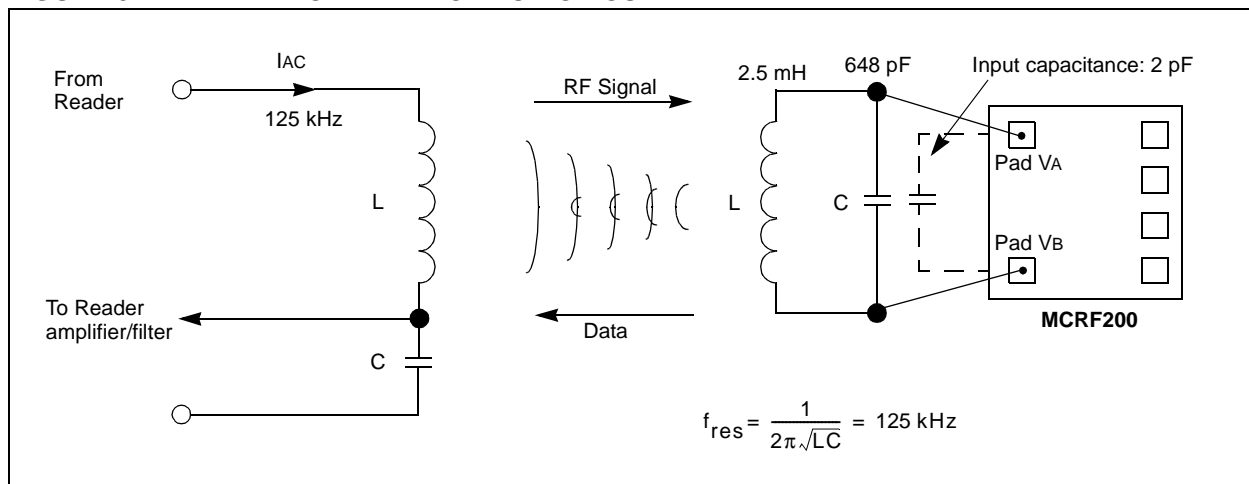 From
Reader
IAC
125 kHz
L
To Reader
amplifier/filter
C
RF Signal
Data
2.5 mH
648 pF
Input capacitance: 2 pF
L
C
Pad VA
Pad VB
MCRF200
fres = 1 / 2π√LC = 125 kHz